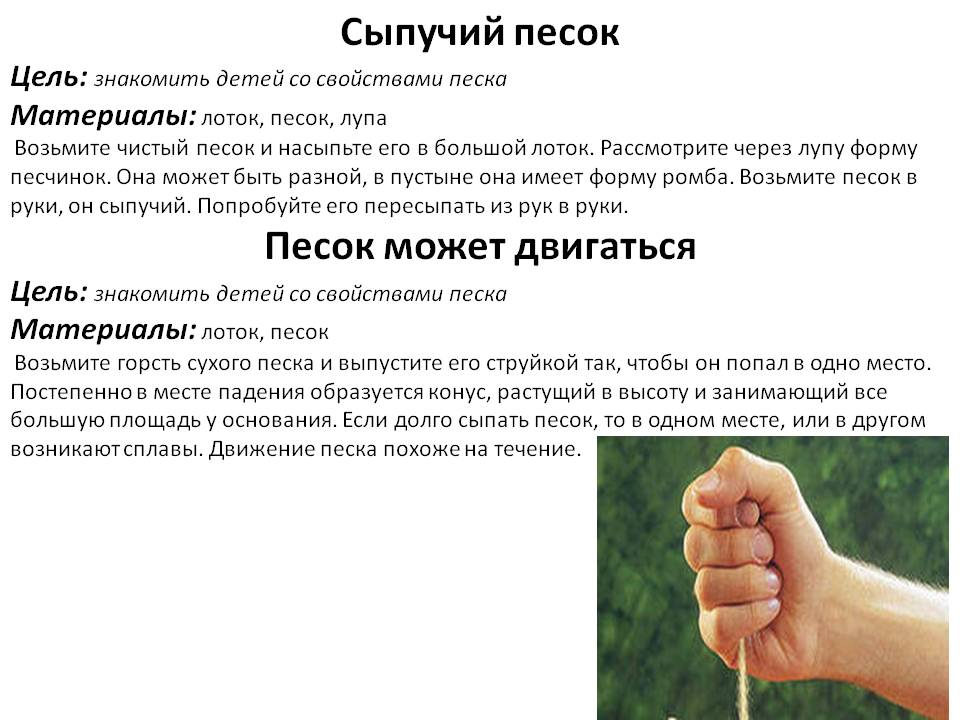 Сыпучий песок
Цель: знакомить детей со свойствами песка
Материалы: лоток, песок, лупа
Возьмите чистый песок и насыпьте его в большой лоток. Рассмотрите через лупу форму
песчинок. Она может быть разной, в пустыне она имеет форму ромба. Возьмите песок в
руки, он сыпучий. Попробуйте его пересыпать из рук в руки.
Песок может двигаться
Цель: знакомить детей со свойствами песка
Материалы: лоток, песок
Возьмите горсть сухого песка и выпустите его струйкой так, чтобы он попал в одно место.
Постепенно в месте падения образуется конус, растущий в высоту и занимающий все
большую площадь у основания. Если долго сыпать песок, то в одном месте, или в другом
возникают сплавы. Движение песка похоже на течение.